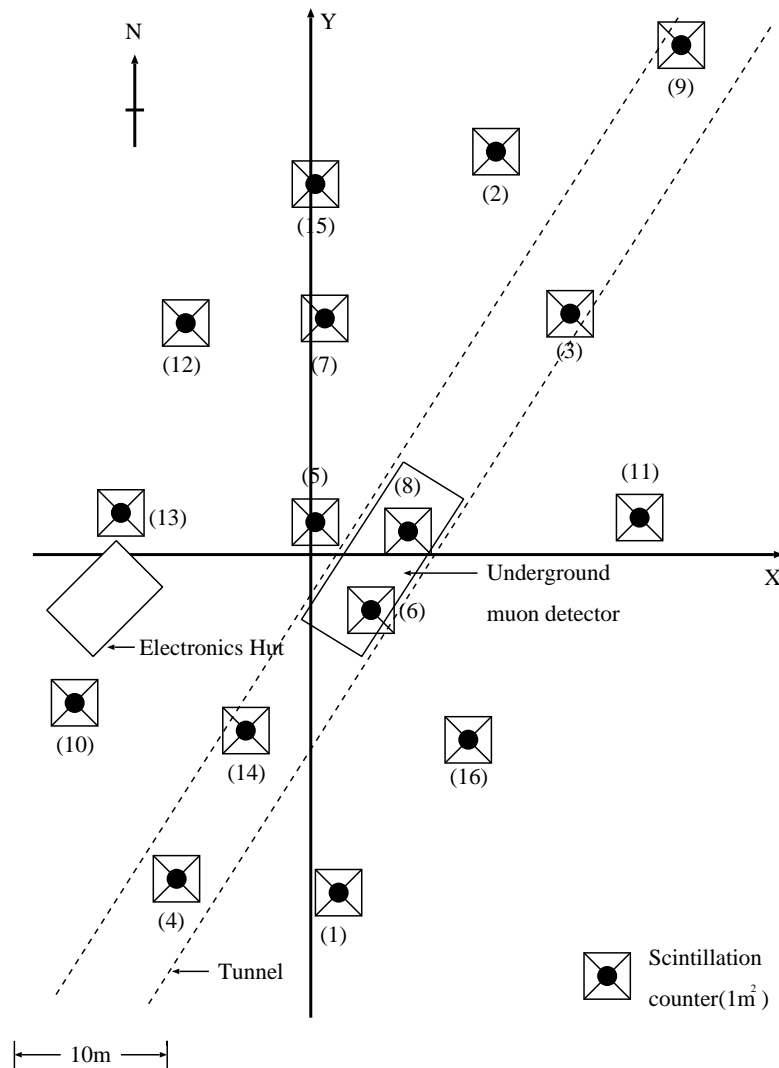 N
Y
(9)
(2)
(15)
(12)
(7)
(3)
(5)
(8)
(11)
(13)
X
Underground
muon detector
(6)
Electronics Hut
(10)
(14)
(16)
(4)
(1)
Tunnel
Scintillation
counter(1m²)
10m